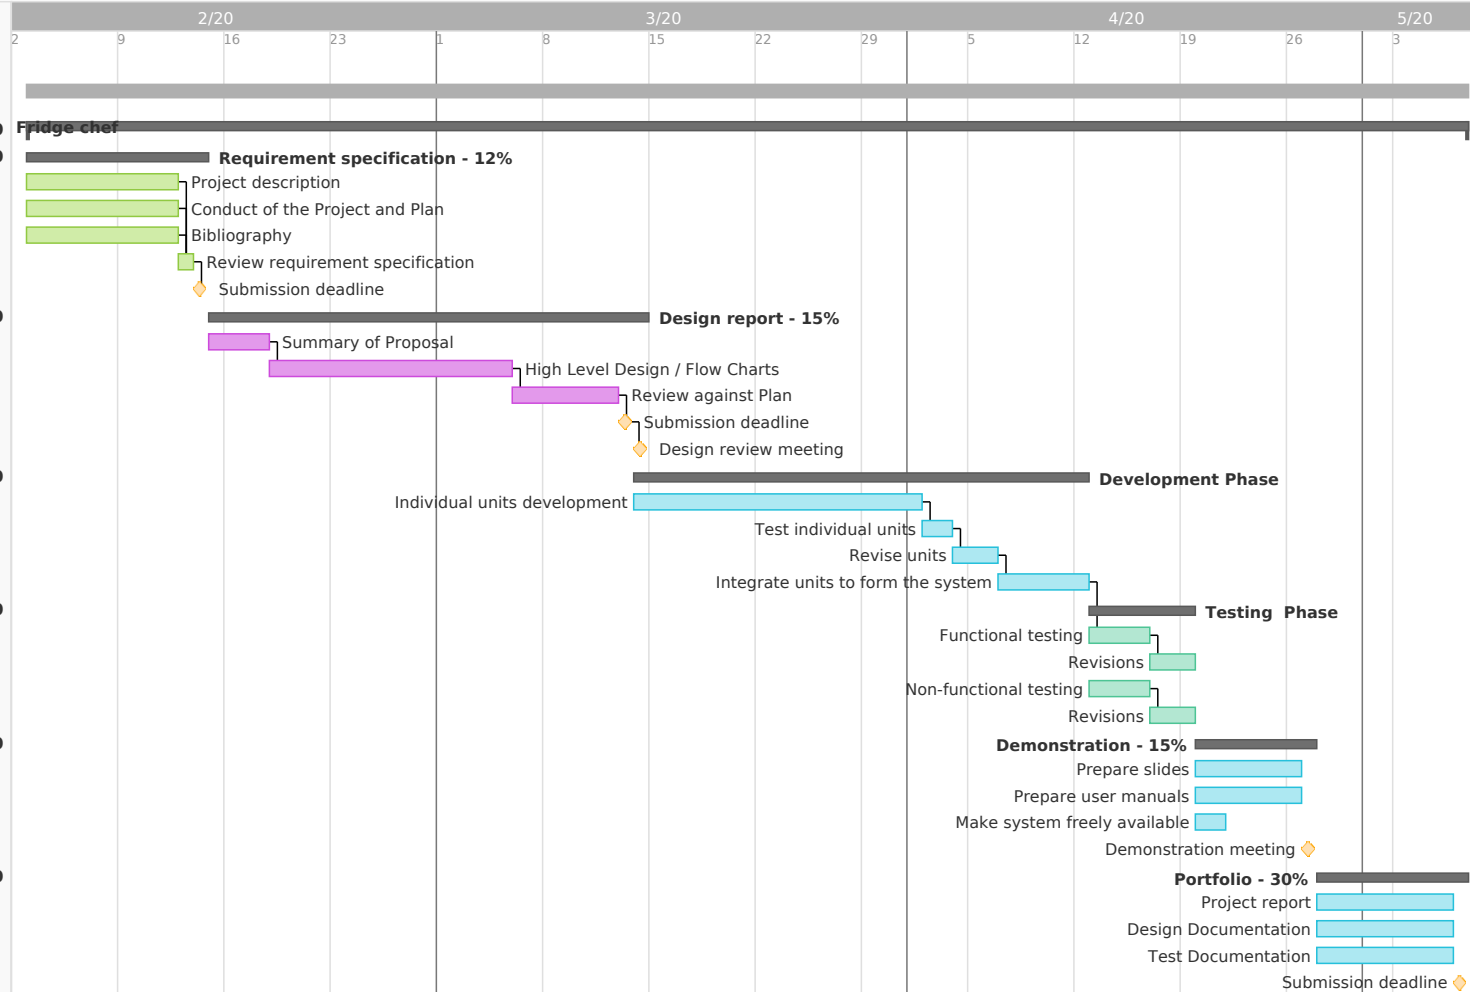 2/20 3/20 4/20 5/20
2 9 16 23 1 8 15 22 29 5 12 19 26 3
Fridge chef
Requirement specification - 12%
Project description
Conduct of the Project and Plan
Bibliography
Review requirement specification
Submission deadline
Design report - 15%
Summary of Proposal
High Level Design / Flow Charts
Review against Plan
Submission deadline
Design review meeting
Development Phase
Individual units development
Test individual units
Revise units
Integrate units to form the system
Testing Phase
Functional testing
Revisions
Non-functional testing
Revisions
Demonstration - 15%
Prepare slides
Prepare user manuals
Make system freely available
Demonstration meeting
Portfolio - 30%
Project report
Design Documentation
Test Documentation
Submission deadline